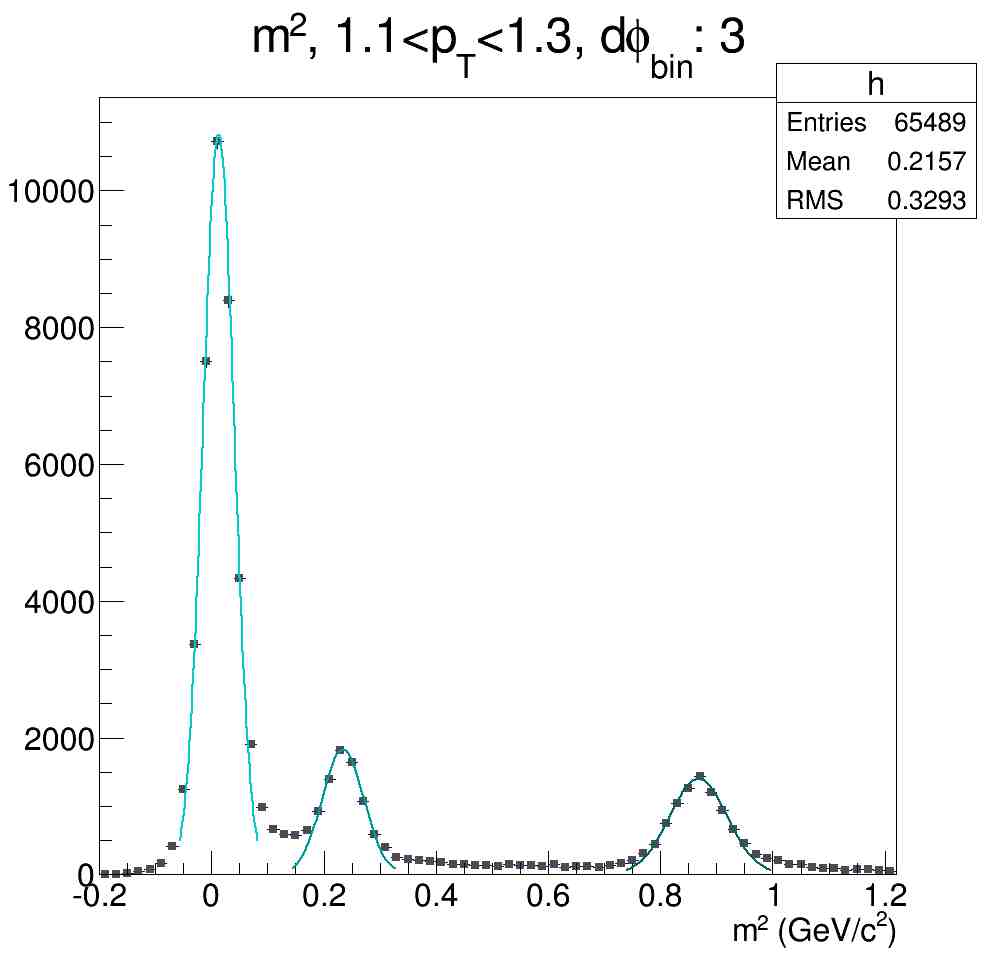 m², 1.1<p_T<1.3, dϕ_bin: 3
h
Entries 65489
Mean 0.2157
RMS 0.3293
10000
8000
6000
4000
2000
0
-0.2 0 0.2 0.4 0.6 0.8 1 1.2
m² (GeV/c²)